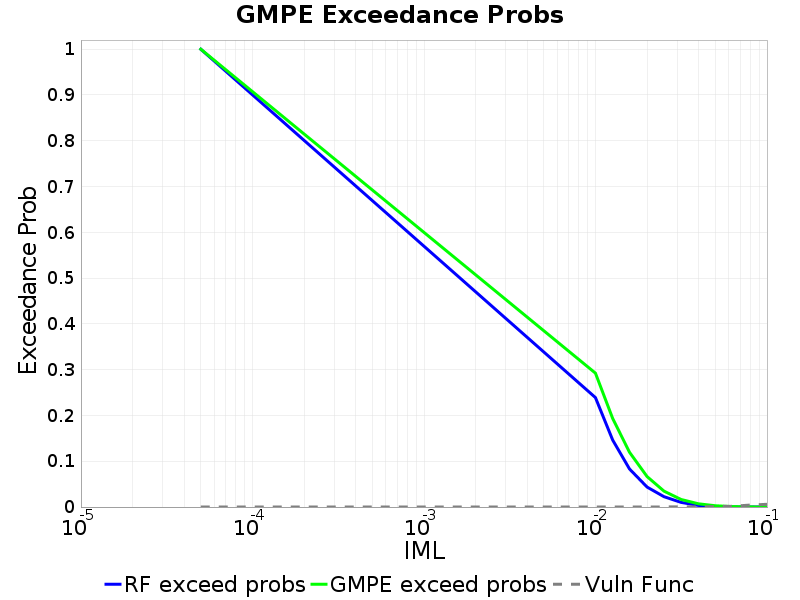 GMPE Exceedance Probs
Exceedance Prob
1
0.9
0.8
0.7
0.6
0.5
0.4
0.3
0.2
0.1
0
10-5 10-4 10-3 10-2 10-1
IML
RF exceed probs GMPE exceed probs Vuln Func